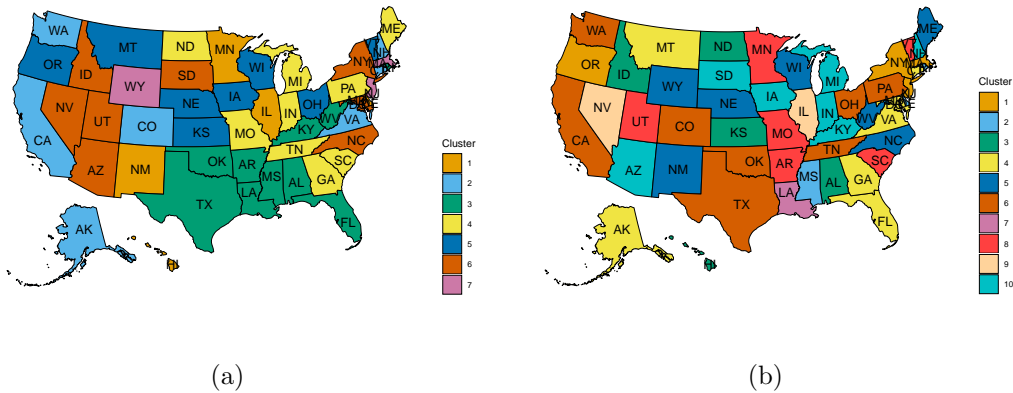 WA
MT
ND
MN
ME
OR
ID
WY
SD
WI
MI
NY
NH
NE
IA
PA
NV
UT
CO
KS
IL
IN
OH
WV
VA
MO
KY
CA
AZ
NM
OK
AR
TN
NC
SC
TX
LA
MS
AL
GA
FL
AK
HI
Cluster
1
2
3
4
5
6
7
(a)
WA
MT
ND
MN
ME
OR
ID
WY
SD
WI
MI
NY
NH
NE
IA
PA
NV
UT
CO
KS
IL
IN
OH
WV
VA
MO
KY
CA
AZ
NM
OK
AR
TN
NC
SC
TX
LA
MS
AL
GA
FL
AK
HI
Cluster
1
2
3
4
5
6
7
8
9
10
(b)